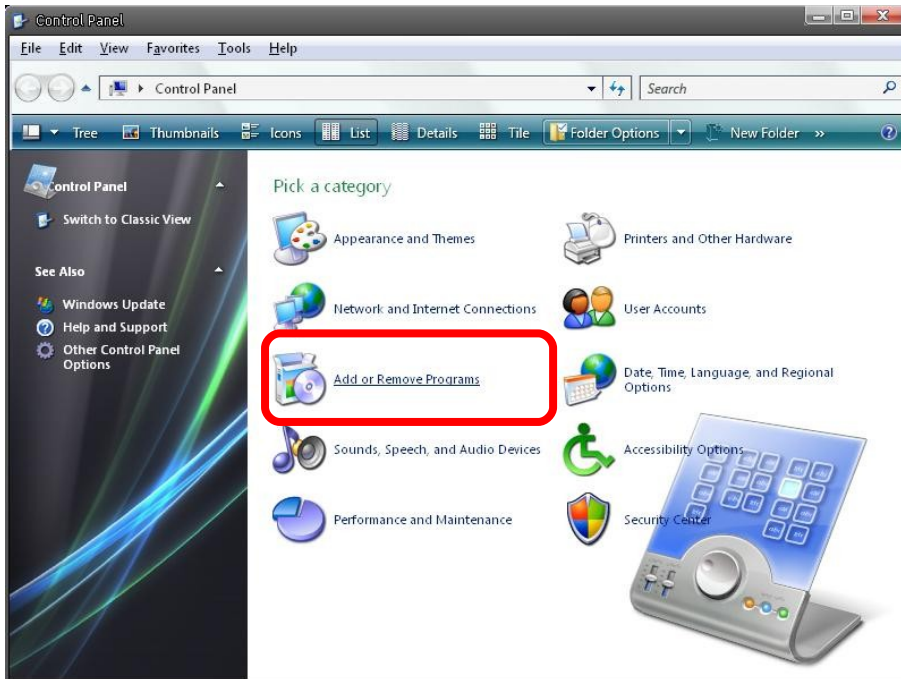 Control Panel
File Edit View Favorites Tools Help
Control Panel
Search
Tree Thumbnails Icons List Details Tile Folder Options New Folder »
Control Panel
Switch to Classic View
See Also
Windows Update
Help and Support
Other Control Panel
Options
Pick a category
Appearance and Themes
Printers and Other Hardware
Network and Internet Connections
User Accounts
Add or Remove Programs
Date, Time, Language, and Regional
Options
Sounds, Speech, and Audio Devices
Accessibility Options
Performance and Maintenance
Security Center